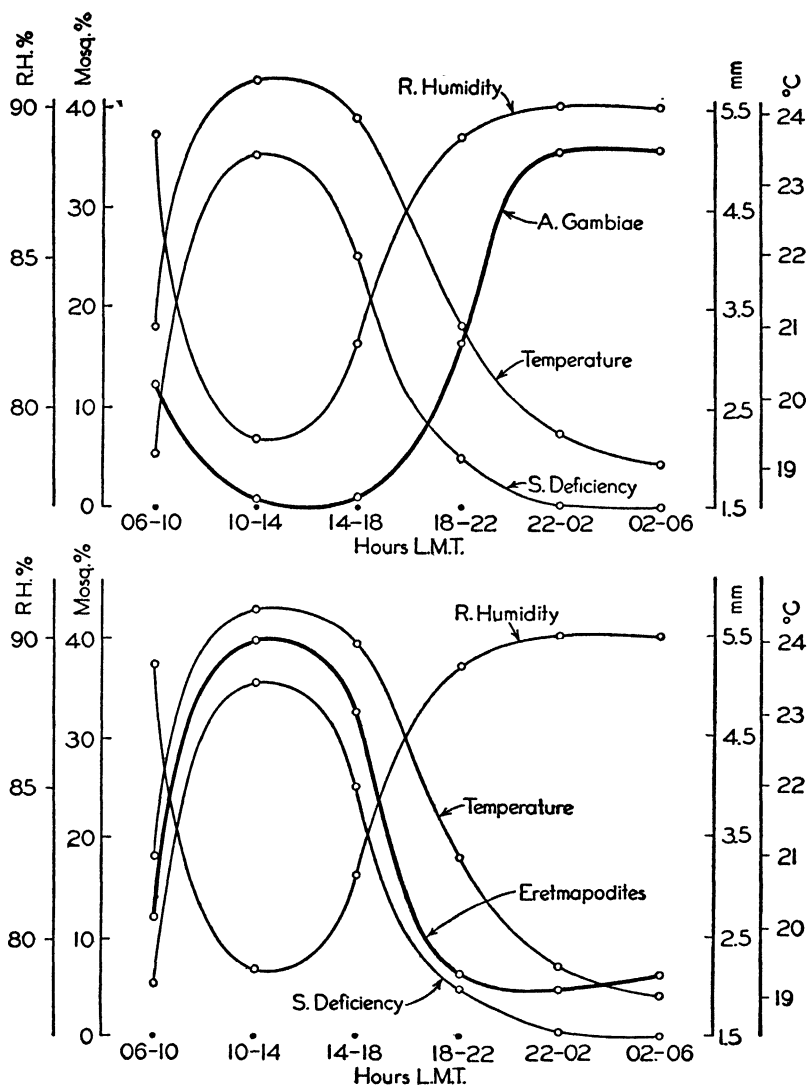 R.H.% Mosq.% mm °C
90 40 5.5 24
R. Humidity
30 4.5 23
A. Gambiae
85 22
20 3.5 21
Temperature
80 10 2.5 20
19
S. Deficiency
0 1.5
06-10 10-14 14-18 18-22 22-02 02-06
Hours L.M.T.
R.H.% Mosq.% mm °C
R. Humidity
90 40 5.5 24
30 4.5 23
85 22
Temperature
20 3.5 21
Eretmapodites
80 10 2.5 20
S. Deficiency
19
0 1.5
06-10 10-14 14-18 18-22 22-02 02-06
Hours L.M.T.